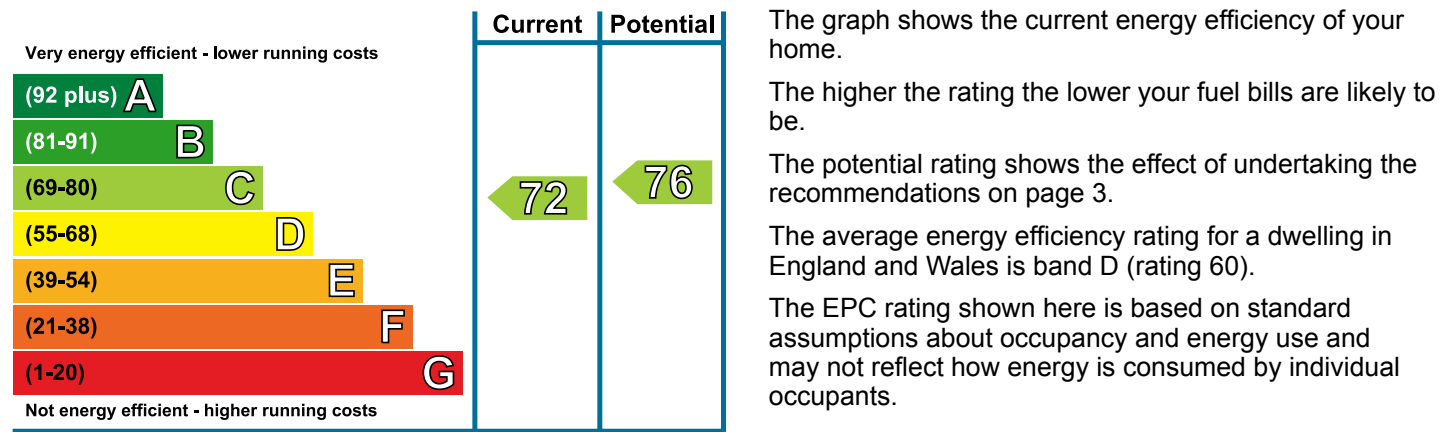 Current Potential
Very energy efficient - lower running costs
(92 plus) A
(81-91) B
(69-80) C
(55-68) D
(39-54) E
(21-38) F
(1-20) G
Not energy efficient - higher running costs
72
76
The graph shows the current energy efficiency of your
home.
The higher the rating the lower your fuel bills are likely to
be.
The potential rating shows the effect of undertaking the
recommendations on page 3.
The average energy efficiency rating for a dwelling in
England and Wales is band D (rating 60).
The EPC rating shown here is based on standard
assumptions about occupancy and energy use and
may not reflect how energy is consumed by individual
occupants.